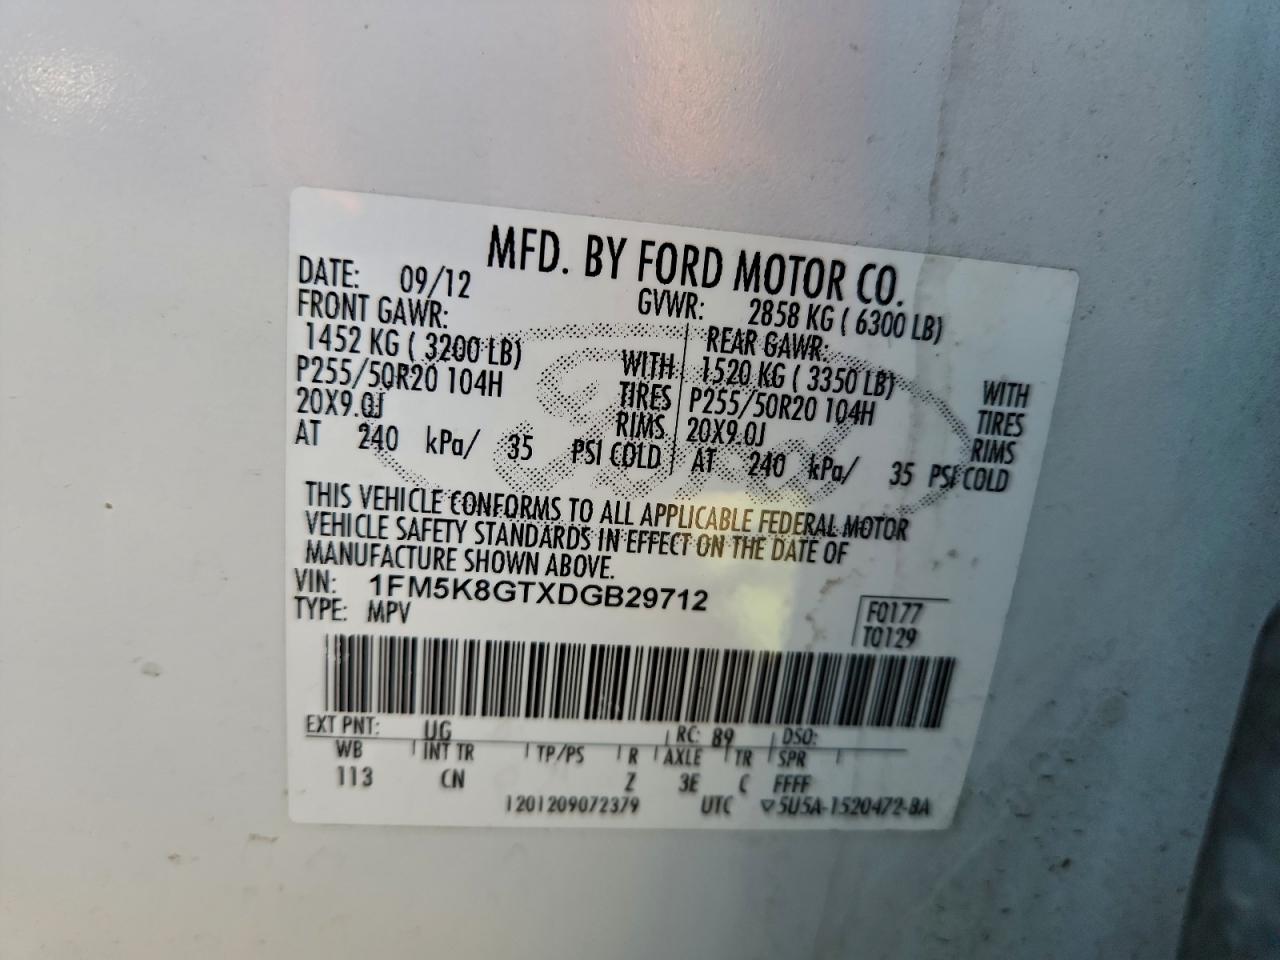 MFD. BY FORD MOTOR CO.
DATE: 09/12 GVWR: 2858 KG ( 6300 LB)
FRONT GAWR: REAR GAWR:
1452 KG ( 3200 LB) WITH 1520 KG ( 3350 LB) WITH
P255/50R20 104H TIRES P255/50R20 104H TIRES
20X9.0J RIMS 20X9.0J RIMS
AT 240 kPa/ 35 PSI COLD AT 240 kPa/ 35 PSI COLD
THIS VEHICLE CONFORMS TO ALL APPLICABLE FEDERAL MOTOR
VEHICLE SAFETY STANDARDS IN EFFECT ON THE DATE OF
MANUFACTURE SHOWN ABOVE.
VIN: 1FM5K8GTXDGB29712
TYPE: MPV
F0177
T0129
EXT PNT: UG RC: 89 DSO:
WB INT TR TP/PS R AXLE TR SPR
113 CN Z 3E C FFFF
1201209072379 UTC ▽5U5A-1520472-BA
Ford